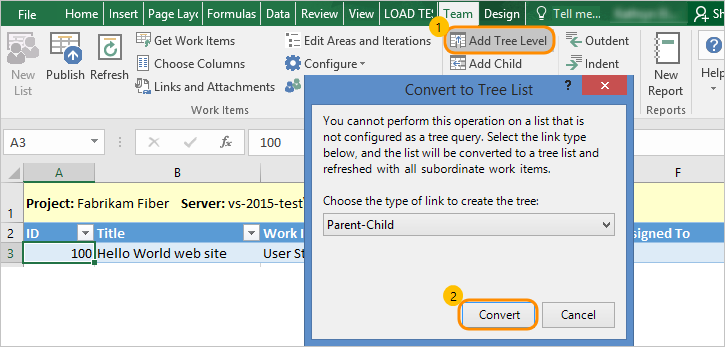 File Home Insert Page Layo Formulas Data Review View LOAD TES Team Design Tell me... Sh
1
New List
Publish
Refresh
Get Work Items
Choose Columns
Links and Attachments
Edit Areas and Iterations
Configure
Work Items
Add Tree Level
Add Child
Outdent
Indent
New Report
Reports
Help
A3 fx 100
A B F
1 Project: Fabrikam Fiber Server: vs-2015-test\
2 ID Title Work I signed To
3 100 Hello World web site User St
Convert to Tree List ? ×
You cannot perform this operation on a list that is
not configured as a tree query. Select the link type
below, and the list will be converted to a tree list and
refreshed with all subordinate work items.
Choose the type of link to create the tree:
Parent-Child
2
Convert Cancel